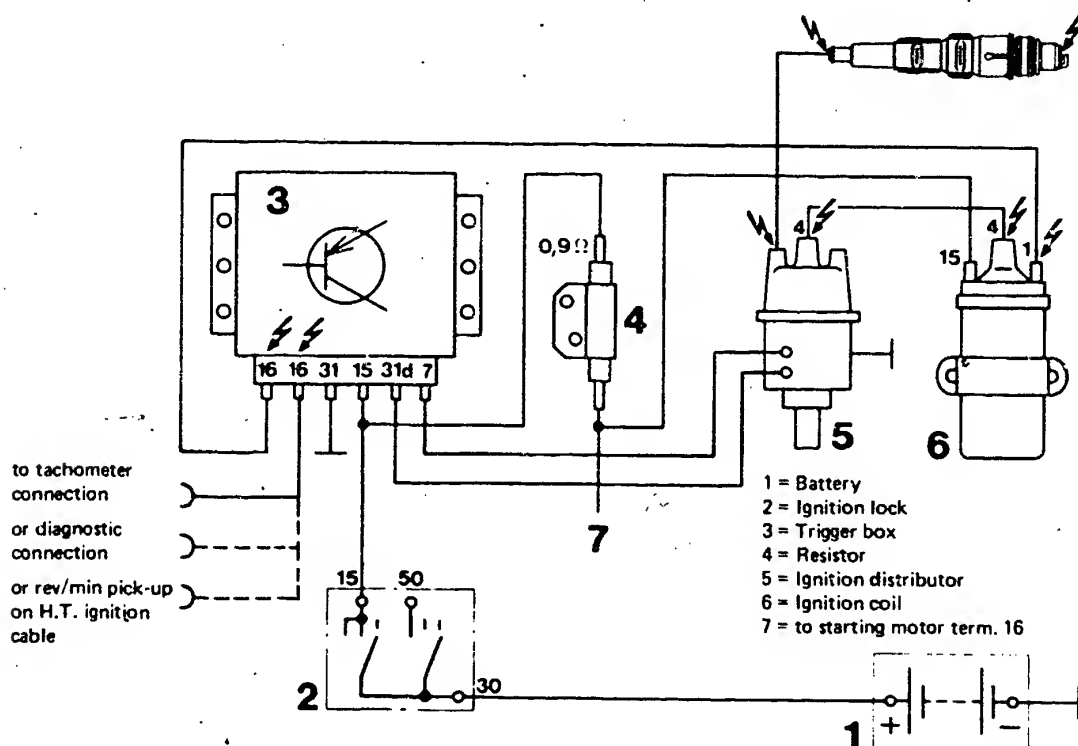 3
0,9 Ω
4
4
4
15
1
16 16 31 15 31d 7
5
6
to tachometer
connection
or diagnostic
connection
or rev/min pick-up
on H.T. ignition
cable
7
1 = Battery
2 = Ignition lock
3 = Trigger box
4 = Resistor
5 = Ignition distributor
6 = Ignition coil
7 = to starting motor term. 16
15 50
2
30
1
+ −